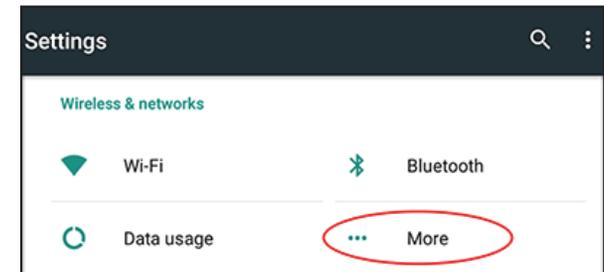 Settings
Wireless & networks
Wi-Fi
Bluetooth
Data usage
More